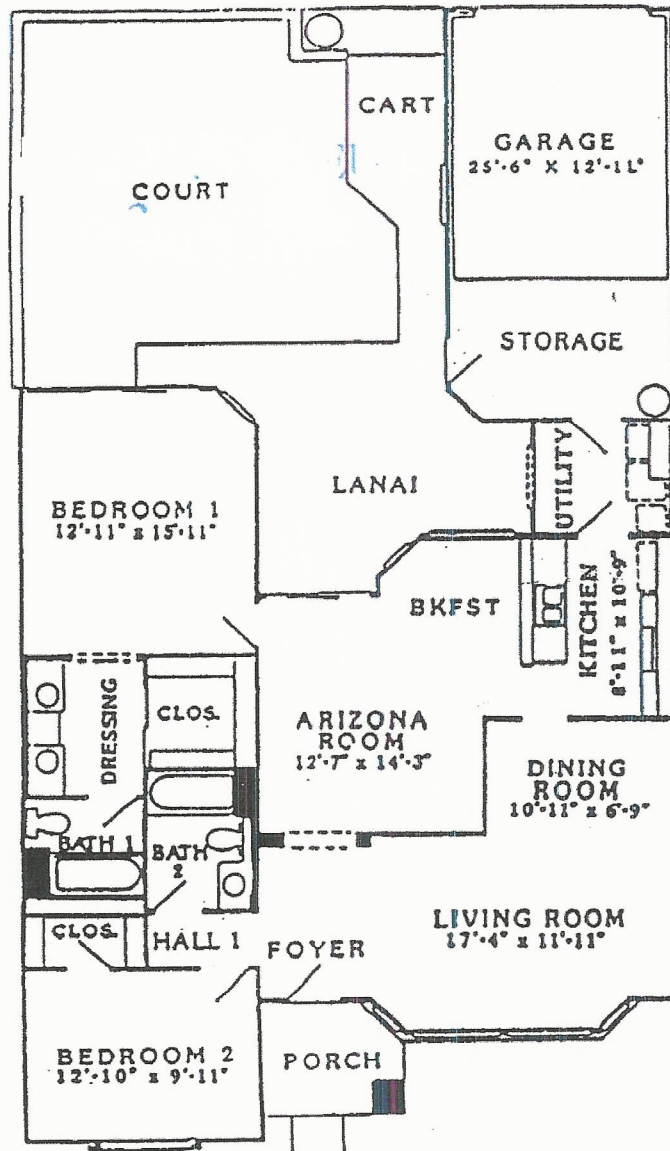 CART
GARAGE
25'-6" X 12'-11"
COURT
STORAGE
UTILITY
LANAI
BEDROOM 1
12'-11" x 15'-11"
BKFST
KITCHEN
8'-11" x 10'-9"
DRESSING
CLOS.
ARIZONA
ROOM
12'-7" x 14'-3"
DINING
ROOM
10'-11" x 6'-9"
BATH 1
BATH
2
LIVING ROOM
17'-4" x 11'-11"
CLOS.
HALL 1
FOYER
BEDROOM 2
12'-10" x 9'-11"
PORCH